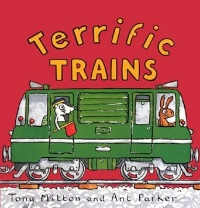 Terrific
TRAINS
Tony Mitton and Ant Parker